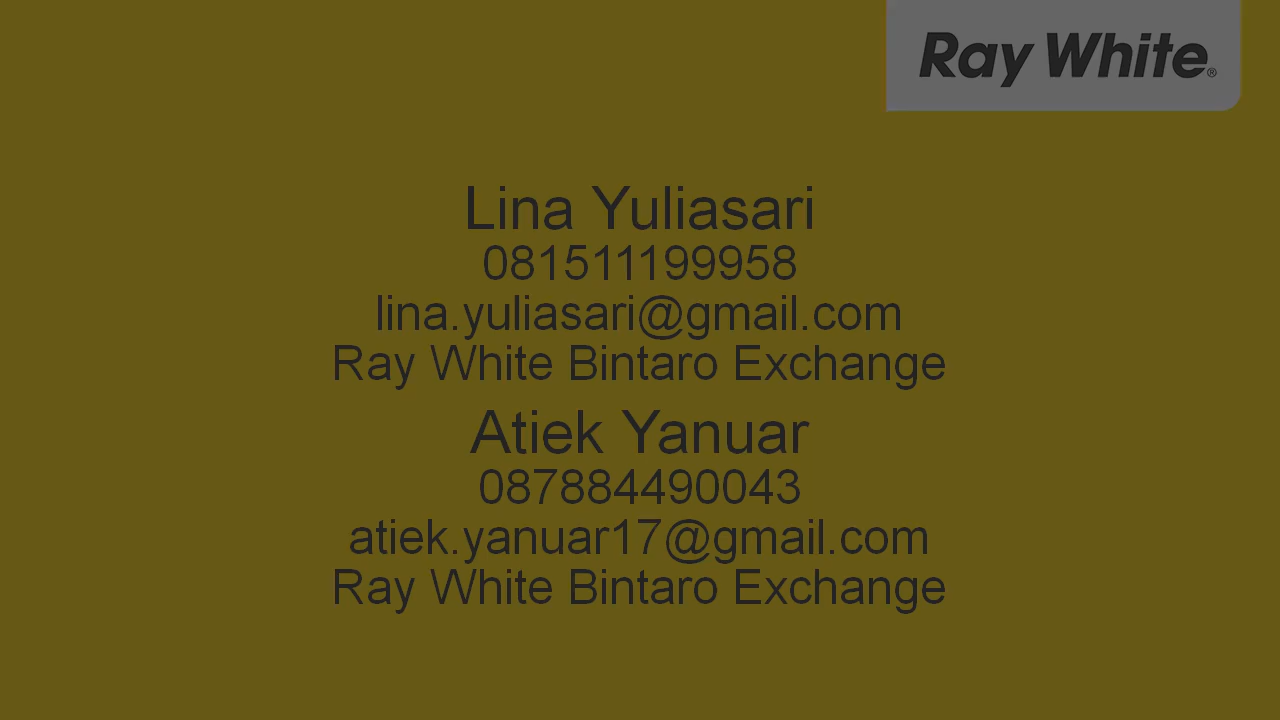 Ray White®
Lina Yuliasari
081511199958
lina.yuliasari@gmail.com
Ray White Bintaro Exchange
Atiek Yanuar
087884490043
atiek.yanuar17@gmail.com
Ray White Bintaro Exchange